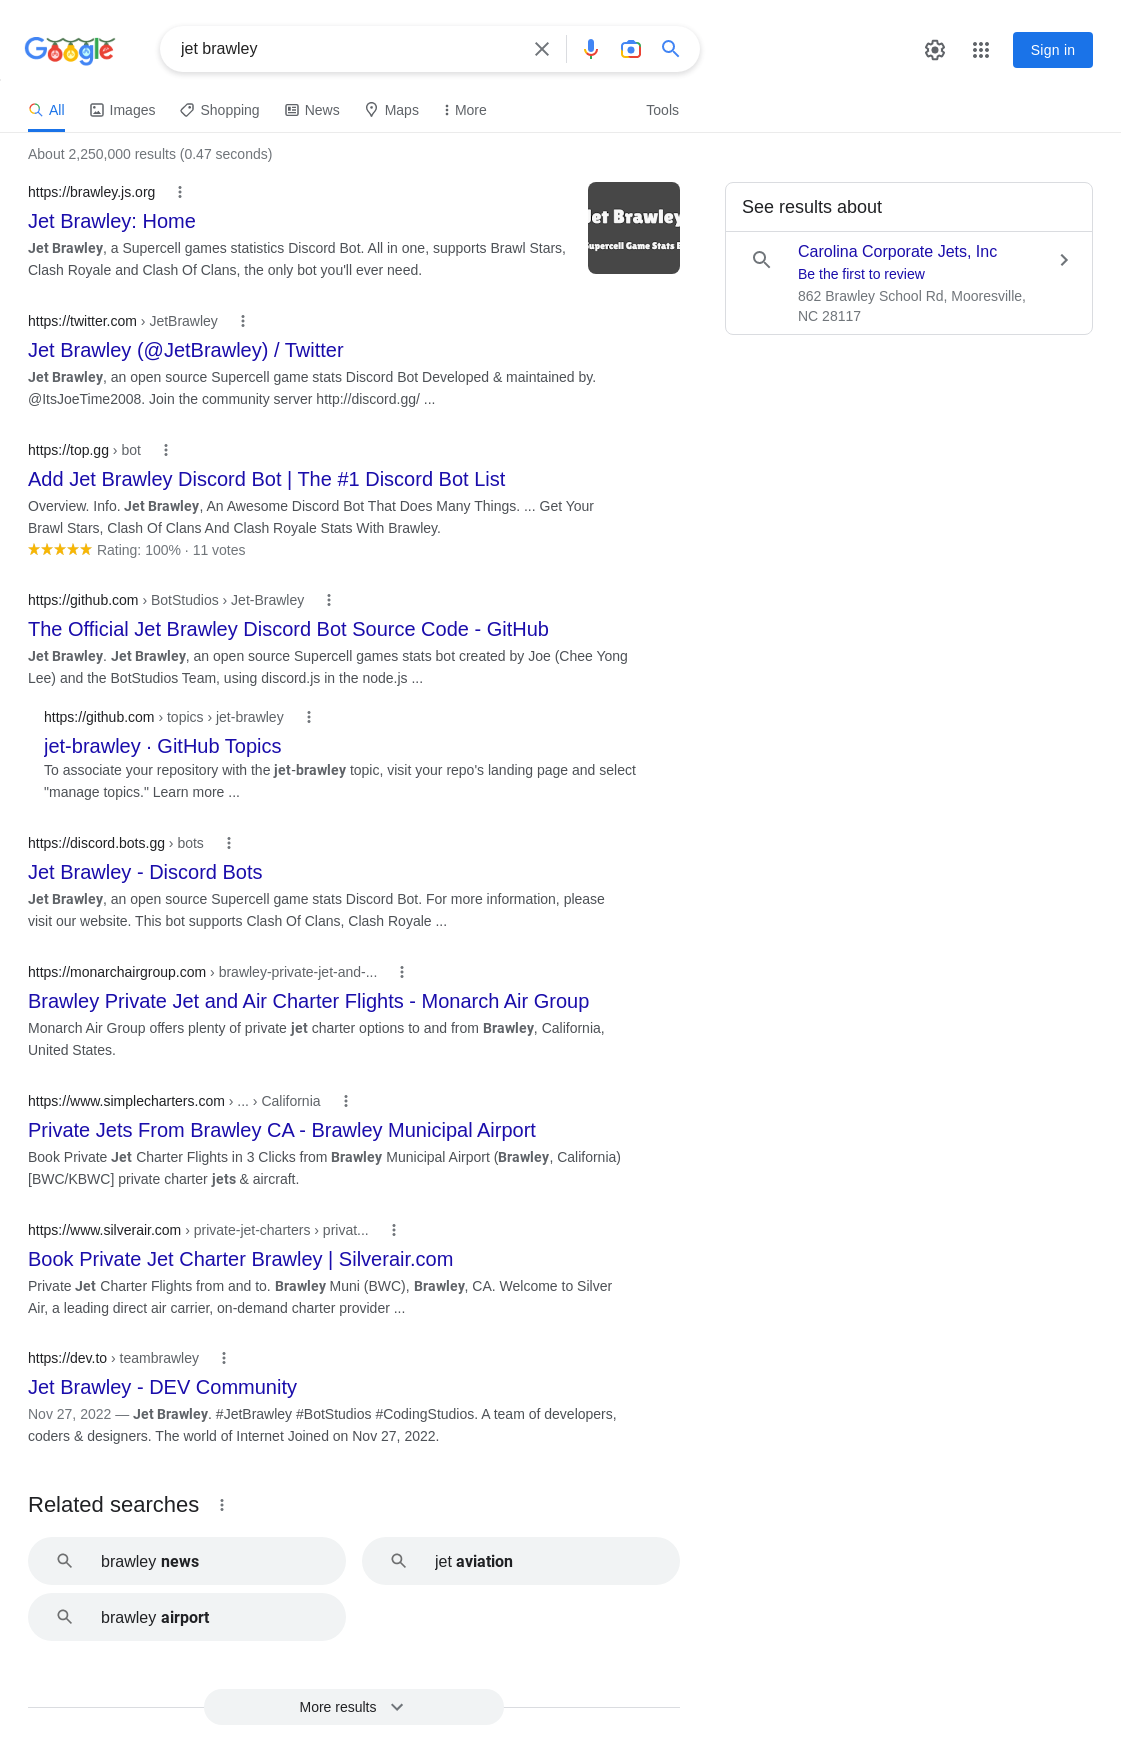 Google
jet brawley
Sign in
All
Images
Shopping
News
Maps
More
Tools
About 2,250,000 results (0.47 seconds)
https://brawley.js.org
Jet Brawley: Home
Jet Brawley, a Supercell games statistics Discord Bot. All in one, supports Brawl Stars,
Clash Royale and Clash Of Clans, the only bot you'll ever need.
Jet Brawley
Supercell Game Stats B
See results about
Carolina Corporate Jets, Inc
Be the first to review
862 Brawley School Rd, Mooresville,
NC 28117
https://twitter.com › JetBrawley
Jet Brawley (@JetBrawley) / Twitter
Jet Brawley, an open source Supercell game stats Discord Bot Developed & maintained by.
@ItsJoeTime2008. Join the community server http://discord.gg/ ...
https://top.gg › bot
Add Jet Brawley Discord Bot | The #1 Discord Bot List
Overview. Info. Jet Brawley, An Awesome Discord Bot That Does Many Things. ... Get Your
Brawl Stars, Clash Of Clans And Clash Royale Stats With Brawley.
Rating: 100% · 11 votes
https://github.com › BotStudios › Jet-Brawley
The Official Jet Brawley Discord Bot Source Code - GitHub
Jet Brawley. Jet Brawley, an open source Supercell games stats bot created by Joe (Chee Yong
Lee) and the BotStudios Team, using discord.js in the node.js ...
https://github.com › topics › jet-brawley
jet-brawley · GitHub Topics
To associate your repository with the jet-brawley topic, visit your repo's landing page and select
"manage topics." Learn more ...
https://discord.bots.gg › bots
Jet Brawley - Discord Bots
Jet Brawley, an open source Supercell game stats Discord Bot. For more information, please
visit our website. This bot supports Clash Of Clans, Clash Royale ...
https://monarchairgroup.com › brawley-private-jet-and-...
Brawley Private Jet and Air Charter Flights - Monarch Air Group
Monarch Air Group offers plenty of private jet charter options to and from Brawley, California,
United States.
https://www.simplecharters.com › ... › California
Private Jets From Brawley CA - Brawley Municipal Airport
Book Private Jet Charter Flights in 3 Clicks from Brawley Municipal Airport (Brawley, California)
[BWC/KBWC] private charter jets & aircraft.
https://www.silverair.com › private-jet-charters › privat...
Book Private Jet Charter Brawley | Silverair.com
Private Jet Charter Flights from and to. Brawley Muni (BWC), Brawley, CA. Welcome to Silver
Air, a leading direct air carrier, on-demand charter provider ...
https://dev.to › teambrawley
Jet Brawley - DEV Community
Nov 27, 2022 — Jet Brawley. #JetBrawley #BotStudios #CodingStudios. A team of developers,
coders & designers. The world of Internet Joined on Nov 27, 2022.
Related searches
brawley news
jet aviation
brawley airport
More results